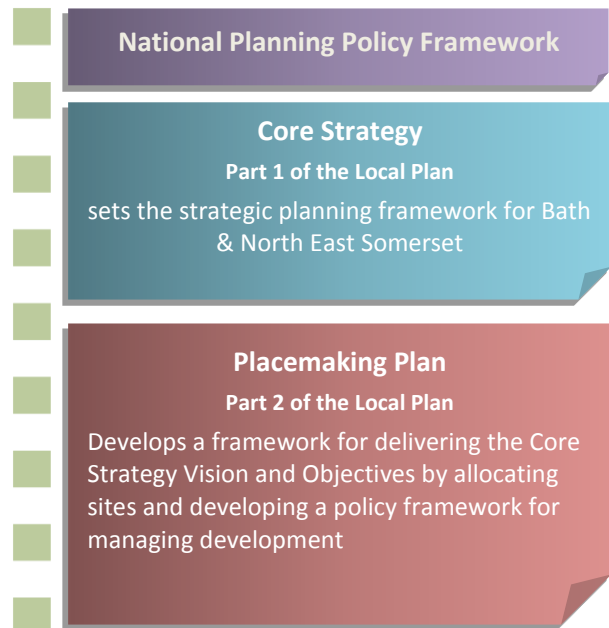 National Planning Policy Framework
Core Strategy
Part 1 of the Local Plan
sets the strategic planning framework for Bath
& North East Somerset
Placemaking Plan
Part 2 of the Local Plan
Develops a framework for delivering the Core
Strategy Vision and Objectives by allocating
sites and developing a policy framework for
managing development